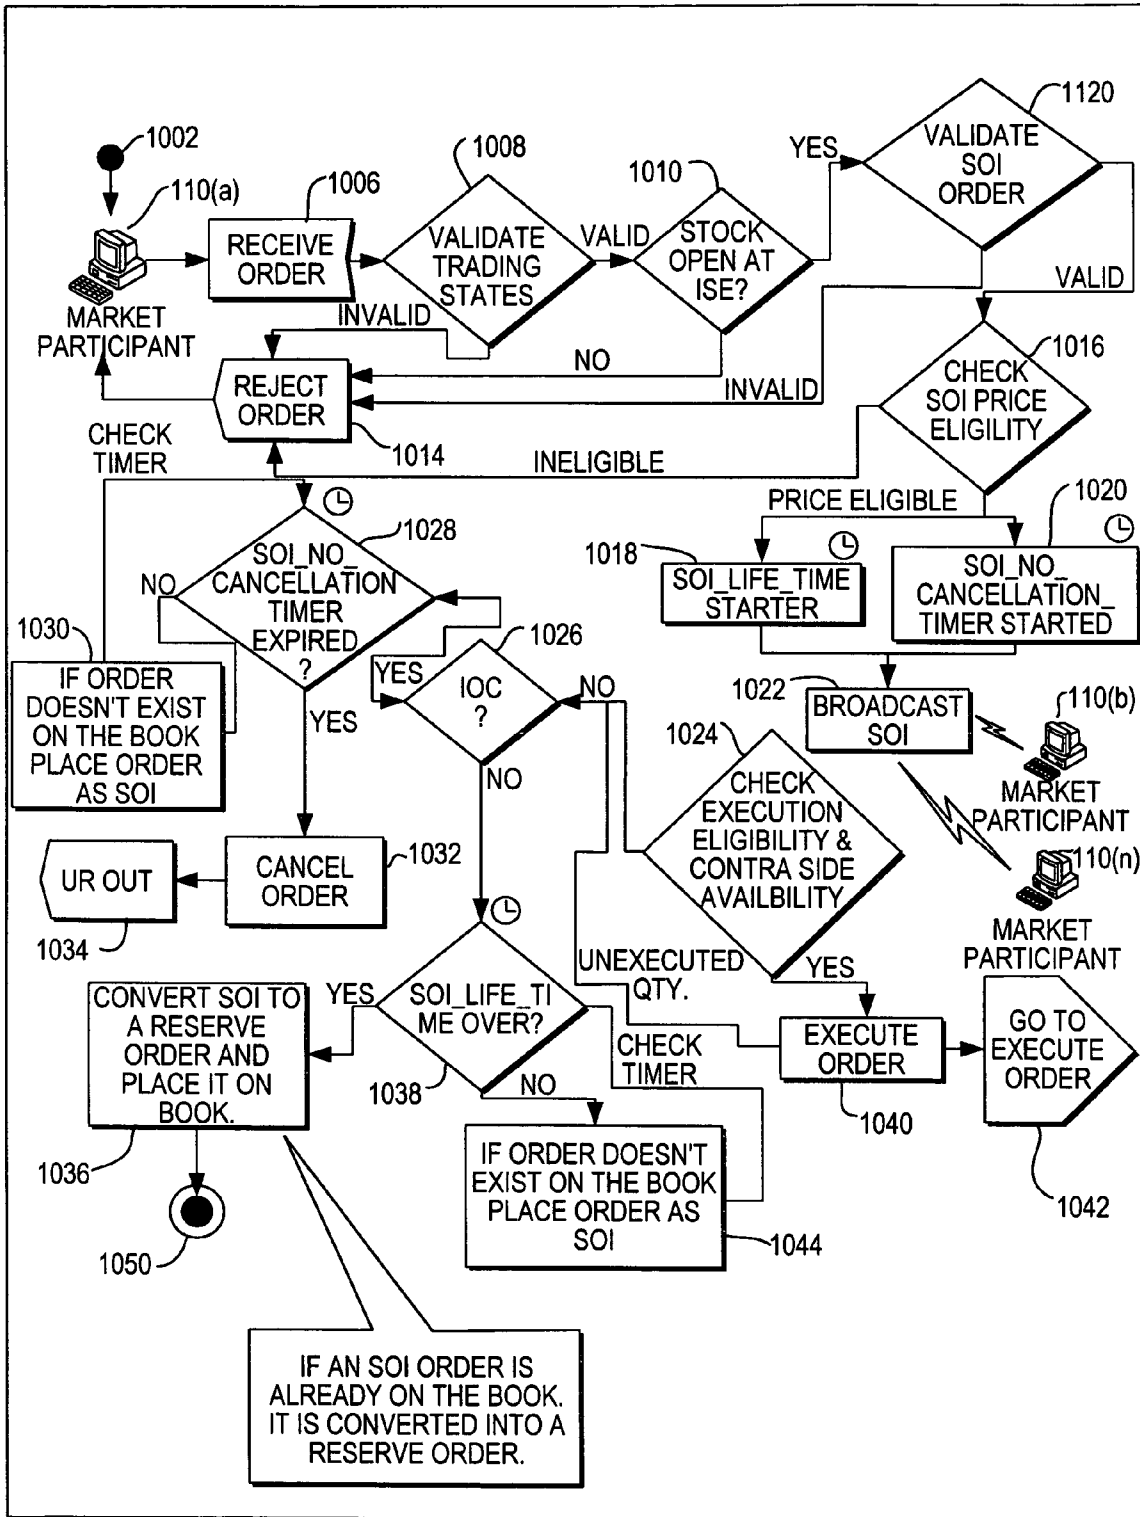 1002
110(a)
MARKET
PARTICIPANT
1006
RECEIVE
ORDER
1008
VALIDATE
TRADING
STATES
VALID
INVALID
1010
STOCK
OPEN AT
ISE?
YES
NO
1120
VALIDATE
SOI
ORDER
VALID
INVALID
REJECT
ORDER
1014
1016
CHECK
SOI PRICE
ELIGILITY
INELIGIBLE
PRICE ELIGIBLE
1018
SOI_LIFE_TIME
STARTER
1020
SOI_NO_
CANCELLATION_
TIMER STARTED
1022
BROADCAST
SOI
110(b)
MARKET
PARTICIPANT
110(n)
MARKET
PARTICIPANT
CHECK
TIMER
1028
SOI_NO_
CANCELLATION
TIMER
EXPIRED
?
NO
YES
1030
IF ORDER
DOESN'T EXIST
ON THE BOOK
PLACE ORDER
AS SOI
1026
IOC
?
YES
NO
NO
1024
CHECK
EXECUTION
ELIGIBILITY &
CONTRA SIDE
AVAILBILITY
YES
UNEXECUTED
QTY.
1032
CANCEL
ORDER
UR OUT
1034
SOI_LIFE_TI
ME OVER?
1038
YES
NO
CHECK
TIMER
CONVERT SOI TO
A RESERVE
ORDER AND
PLACE IT ON
BOOK.
1036
1050
IF ORDER DOESN'T
EXIST ON THE BOOK
PLACE ORDER AS
SOI
1044
EXECUTE
ORDER
1040
GO TO
EXECUTE
ORDER
1042
IF AN SOI ORDER IS
ALREADY ON THE BOOK.
IT IS CONVERTED INTO A
RESERVE ORDER.